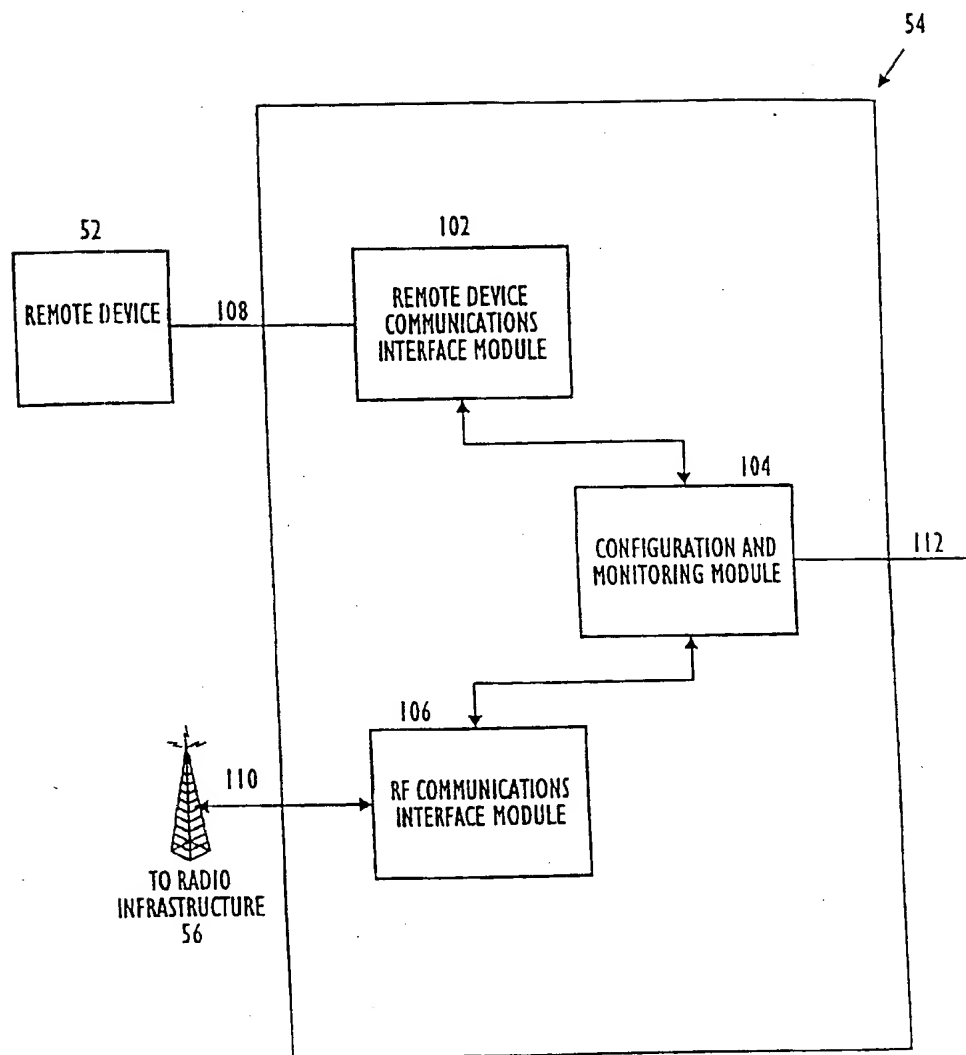 54
52
102
REMOTE DEVICE
108
REMOTE DEVICE
COMMUNICATIONS
INTERFACE MODULE
104
CONFIGURATION AND
MONITORING MODULE
112
106
110
RF COMMUNICATIONS
INTERFACE MODULE
TO RADIO
INFRASTRUCTURE
56